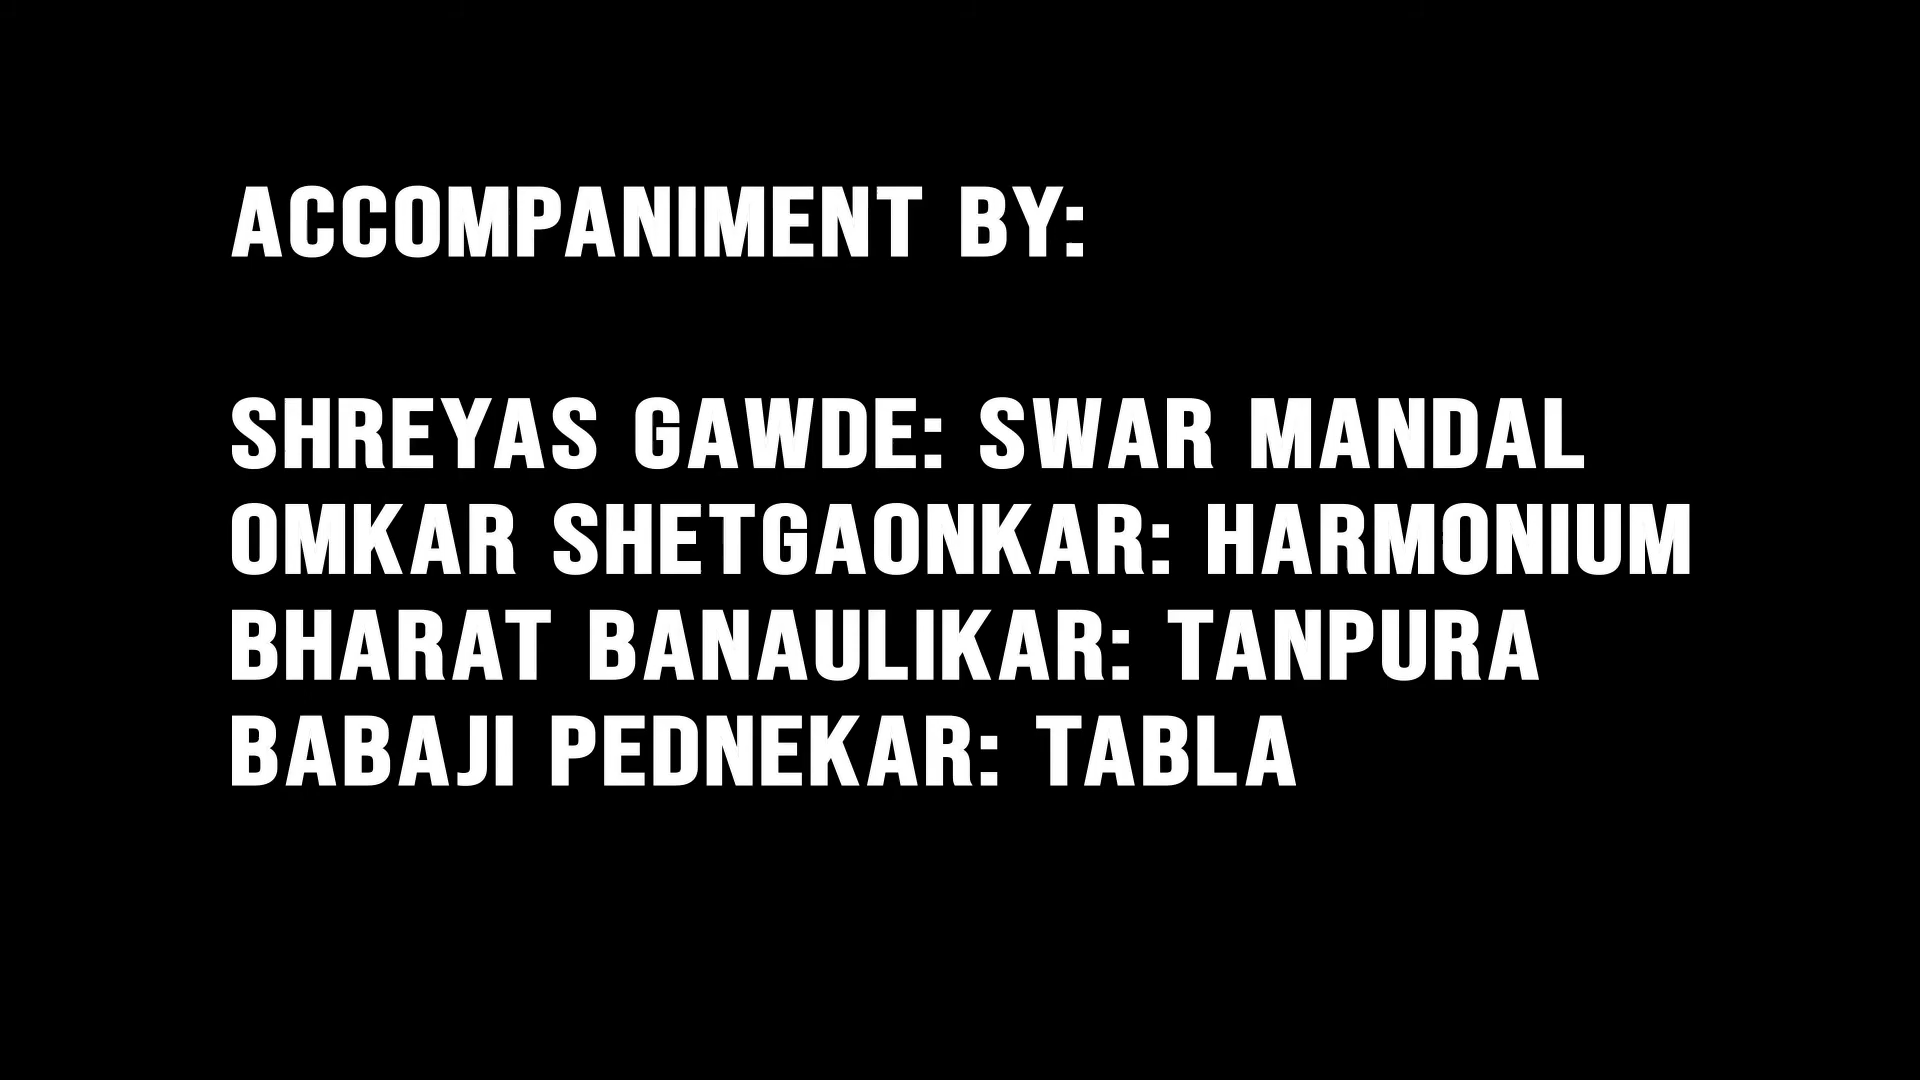 ACCOMPANIMENT BY:
SHREYAS GAWDE: SWAR MANDAL
OMKAR SHETGAONKAR: HARMONIUM
BHARAT BANAULIKAR: TANPURA
BABAJI PEDNEKAR: TABLA